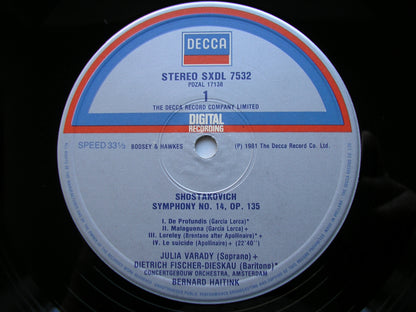 DECCA
STEREO SXDL 7532
PDZAL 17138
1
THE DECCA RECORD COMPANY LIMITED
DIGITAL
RECORDING
SPEED 33⅓ BOOSEY & HAWKES (P) 1981 The Decca Record Co. Ltd.
SHOSTAKOVICH
SYMPHONY NO. 14, OP. 135
I. De Profundis (Garcia Lorca)*
II. Malaguena (Garcia Lorca)+
III. Loreley (Brentano after Apollinaire)+*
IV. Le suicide (Apollinaire)+ (22'40")
JULIA VARADY (Soprano)+
DIETRICH FISCHER-DIESKAU (Baritone)*
CONCERTGEBOUW ORCHESTRA, AMSTERDAM
BERNARD HAITINK